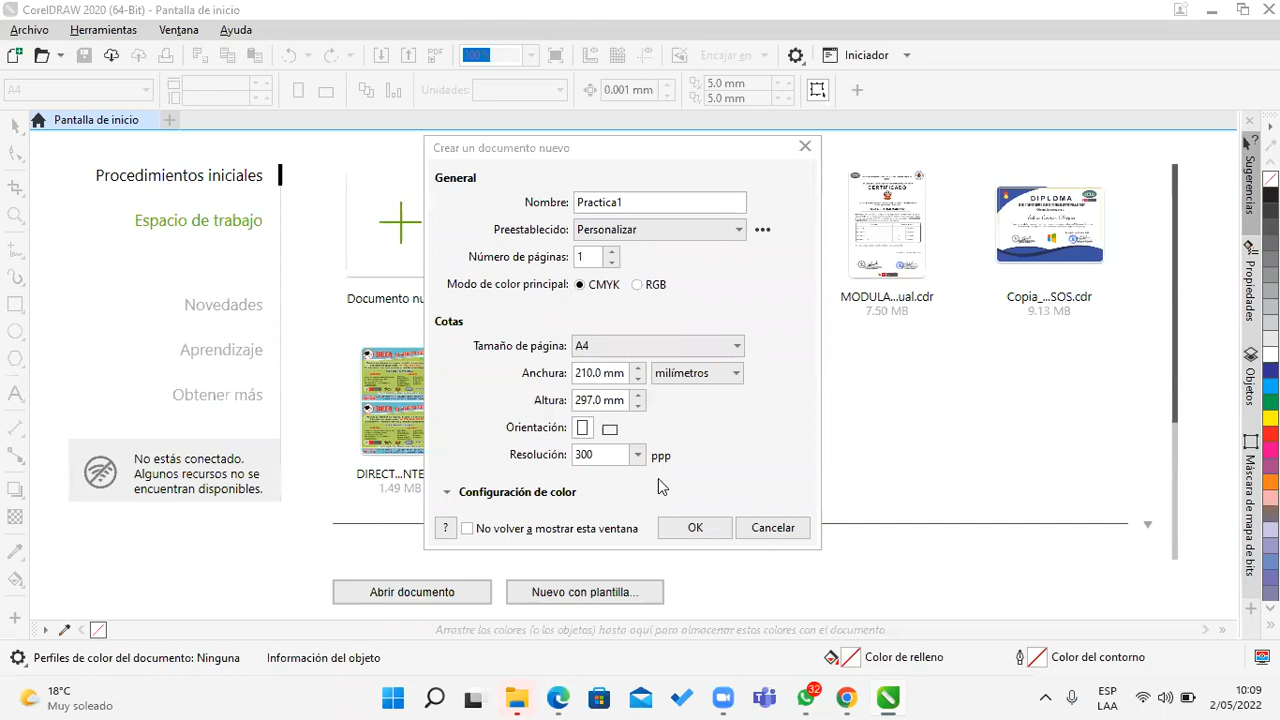 CorelDRAW 2020 (64-Bit) - Pantalla de inicio
Archivo Herramientas Ventana Ayuda
PDF 100 % Encajar en Iniciador
A4 Unidades: 0.001 mm 5.0 mm
5.0 mm
Pantalla de inicio
Procedimientos iniciales
Espacio de trabajo
Novedades
Aprendizaje
Obtener más
No estás conectado.
Algunos recursos no se
encuentran disponibles.
Documento nu
DIRECT...NTE
1.49 MB
Crear un documento nuevo
General
Nombre: Practica1
Preestablecido: Personalizar
Número de páginas: 1
Modo de color principal: CMYK RGB
Cotas
Tamaño de página: A4
Anchura: 210.0 mm milímetros
Altura: 297.0 mm
Orientación:
Resolución: 300 ppp
Configuración de color
? No volver a mostrar esta ventana OK Cancelar
CERTIFICADO
MODULA...ual.cdr
7.50 MB
DIPLOMA
Copia_...SOS.cdr
9.13 MB
Abrir documento Nuevo con plantilla...
Sugerencias
Propiedades
Objetos
Máscara de mapa de bits
Arrastre los colores (o los objetos) hasta aquí para almacenar estos colores con el documento
Perfiles de color del documento: Ninguna Información del objeto Color de relleno Color del contorno
18°C
Muy soleado
32
ESP
LAA
10:09
2/05/2022